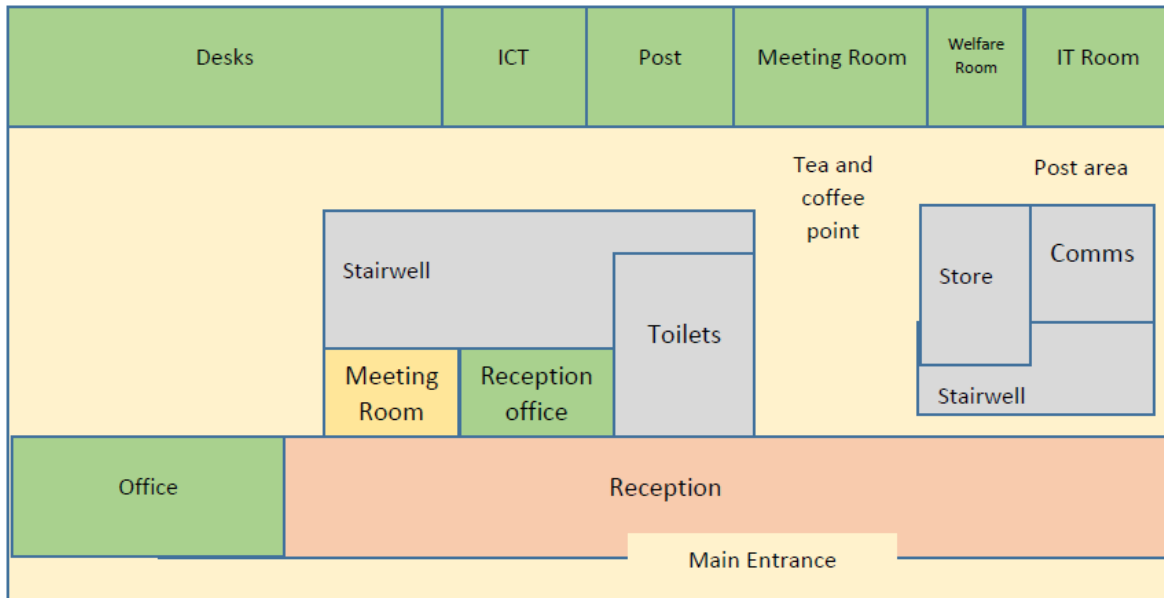 Desks
ICT
Post
Meeting Room
Welfare
Room
IT Room
Tea and
coffee
point
Post area
Stairwell
Toilets
Store
Comms
Meeting
Room
Reception
office
Stairwell
Office
Reception
Main Entrance